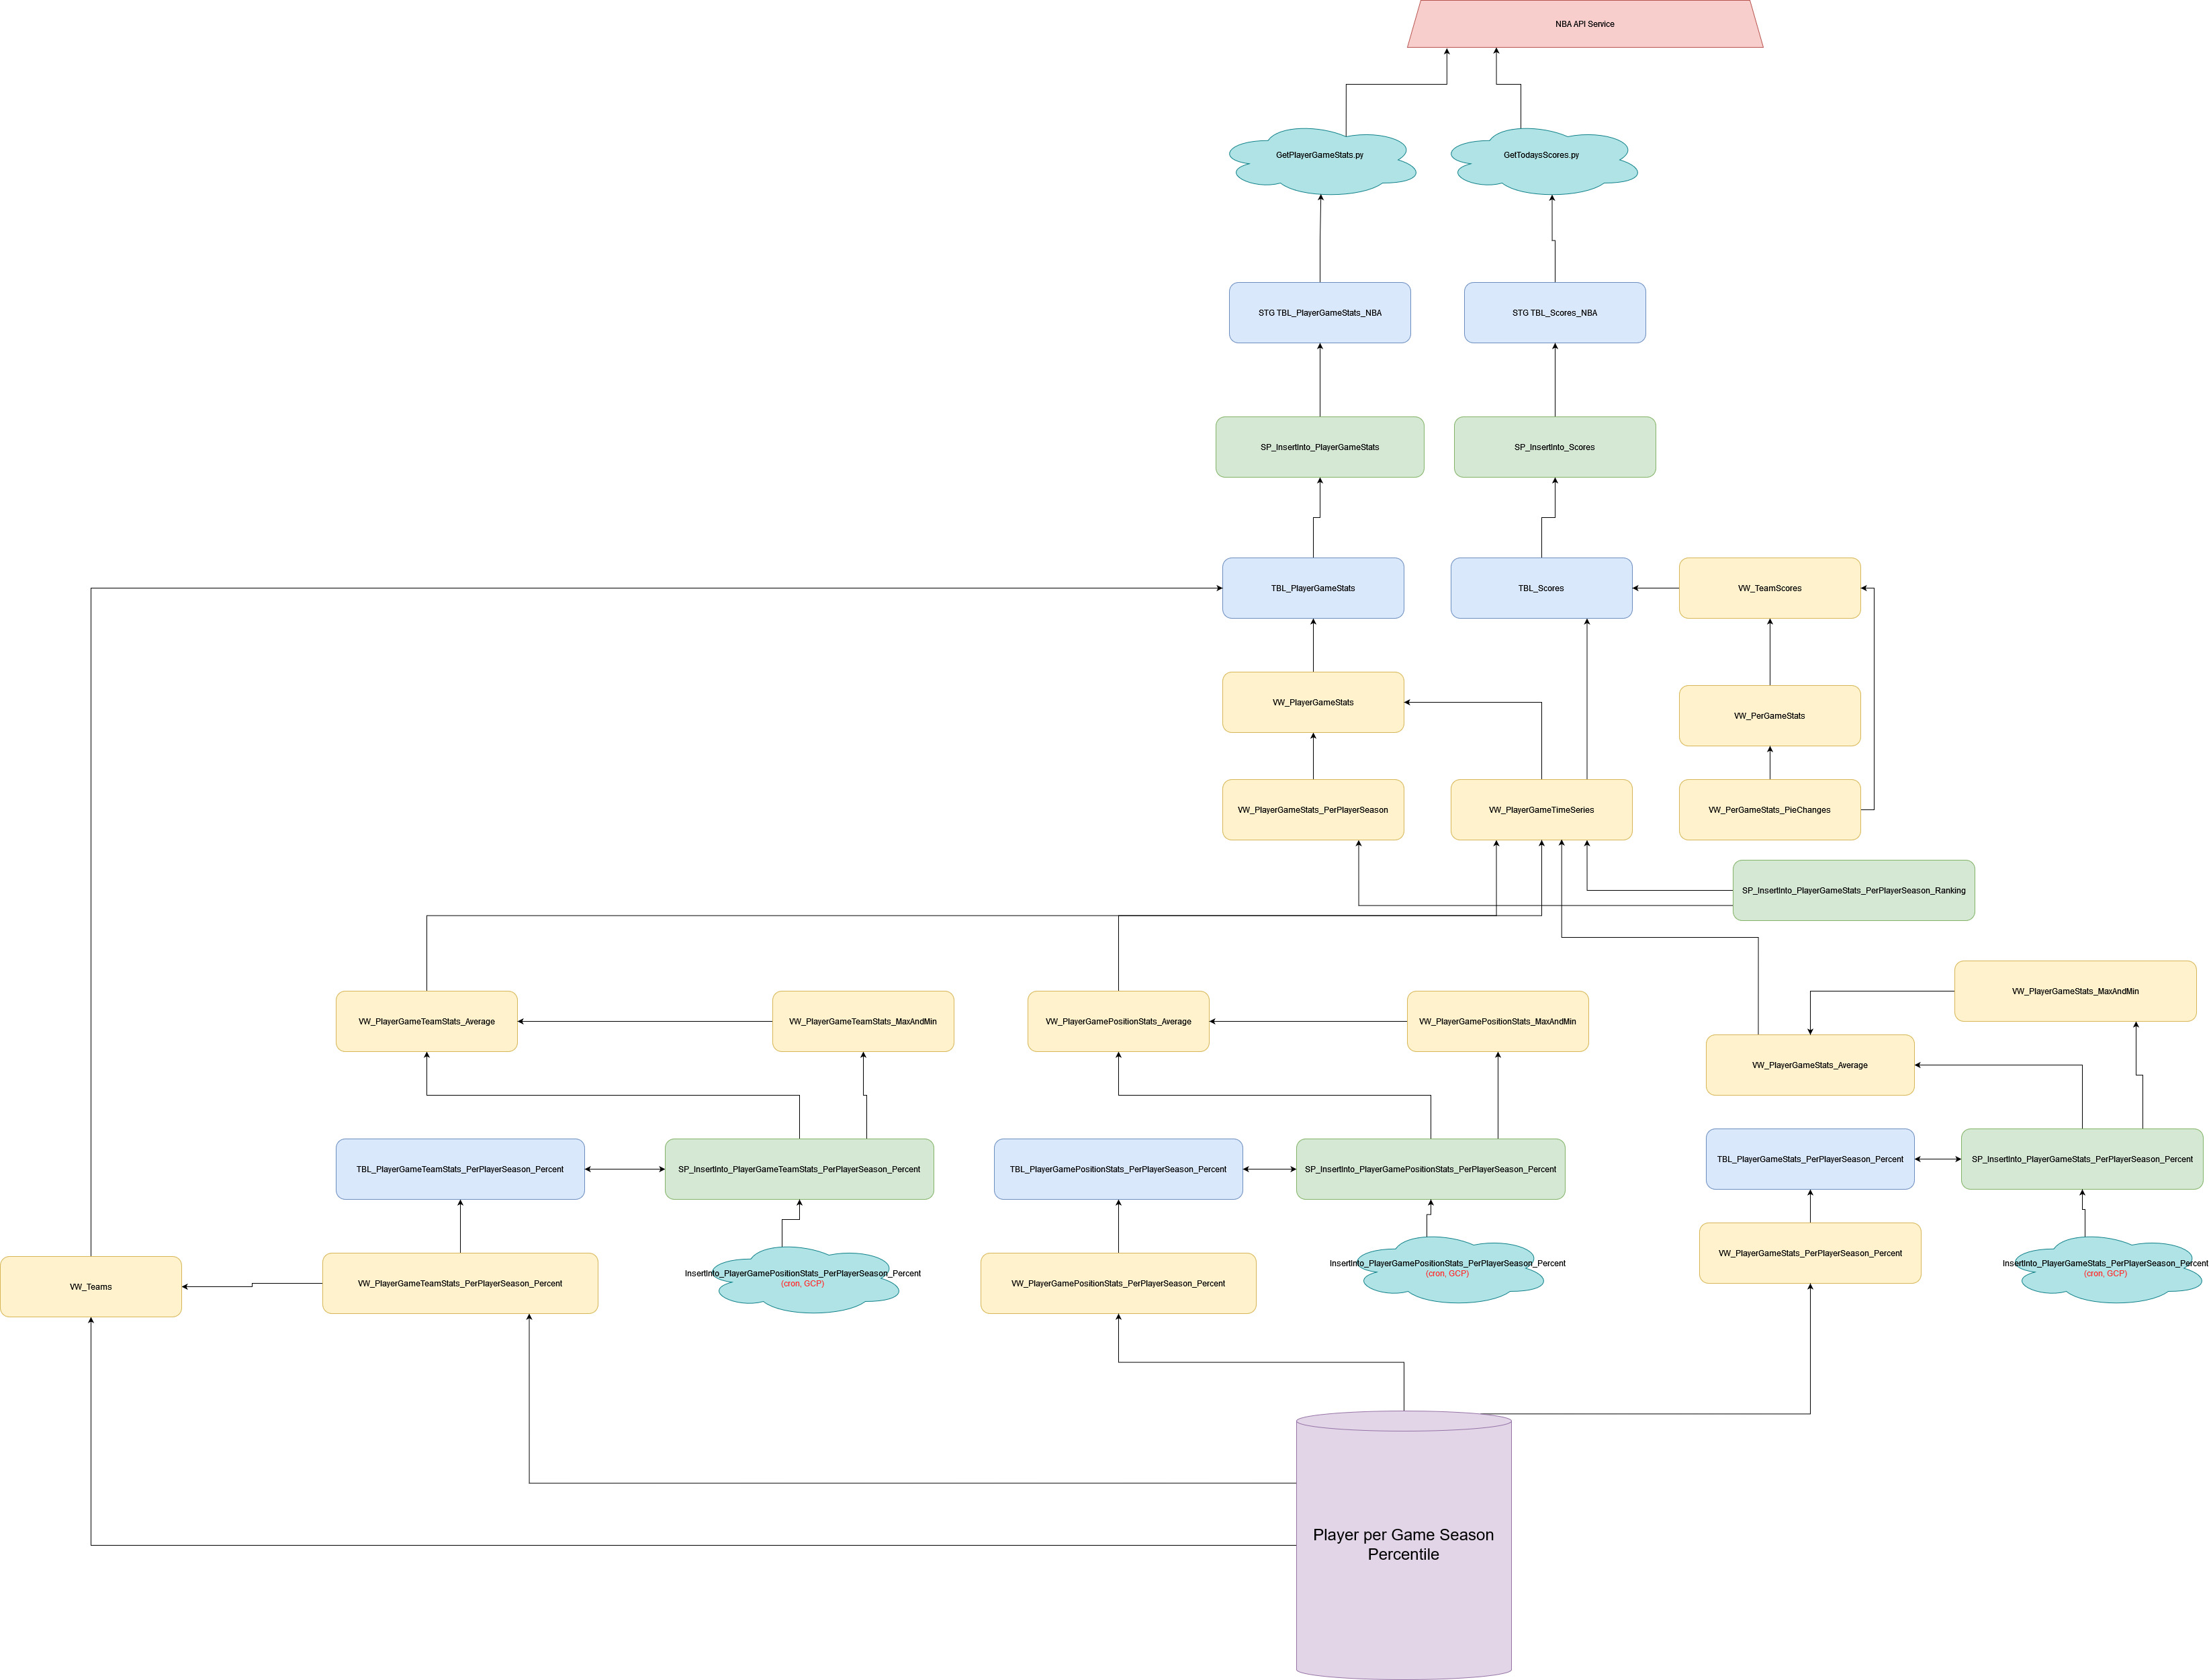 NBA API Service
GetPlayerGameStats.py
GetTodaysScores.py
STG TBL_PlayerGameStats_NBA
STG TBL_Scores_NBA
SP_InsertInto_PlayerGameStats
SP_InsertInto_Scores
TBL_PlayerGameStats
TBL_Scores
VW_TeamScores
VW_PlayerGameStats
VW_PerGameStats
VW_PlayerGameStats_PerPlayerSeason
VW_PlayerGameTimeSeries
VW_PerGameStats_PieChanges
SP_InsertInto_PlayerGameStats_PerPlayerSeason_Ranking
VW_PlayerGameStats_MaxAndMin
VW_PlayerGameTeamStats_Average
VW_PlayerGameTeamStats_MaxAndMin
VW_PlayerGamePositionStats_Average
VW_PlayerGamePositionStats_MaxAndMin
VW_PlayerGameStats_Average
TBL_PlayerGameTeamStats_PerPlayerSeason_Percent
SP_InsertInto_PlayerGameTeamStats_PerPlayerSeason_Percent
TBL_PlayerGamePositionStats_PerPlayerSeason_Percent
SP_InsertInto_PlayerGamePositionStats_PerPlayerSeason_Percent
TBL_PlayerGameStats_PerPlayerSeason_Percent
SP_InsertInto_PlayerGameStats_PerPlayerSeason_Percent
VW_Teams
VW_PlayerGameTeamStats_PerPlayerSeason_Percent
InsertInto_PlayerGamePositionStats_PerPlayerSeason_Percent
(cron, GCP)
VW_PlayerGamePositionStats_PerPlayerSeason_Percent
InsertInto_PlayerGamePositionStats_PerPlayerSeason_Percent
(cron, GCP)
VW_PlayerGameStats_PerPlayerSeason_Percent
InsertInto_PlayerGameStats_PerPlayerSeason_Percent
(cron, GCP)
Player per Game Season
Percentile